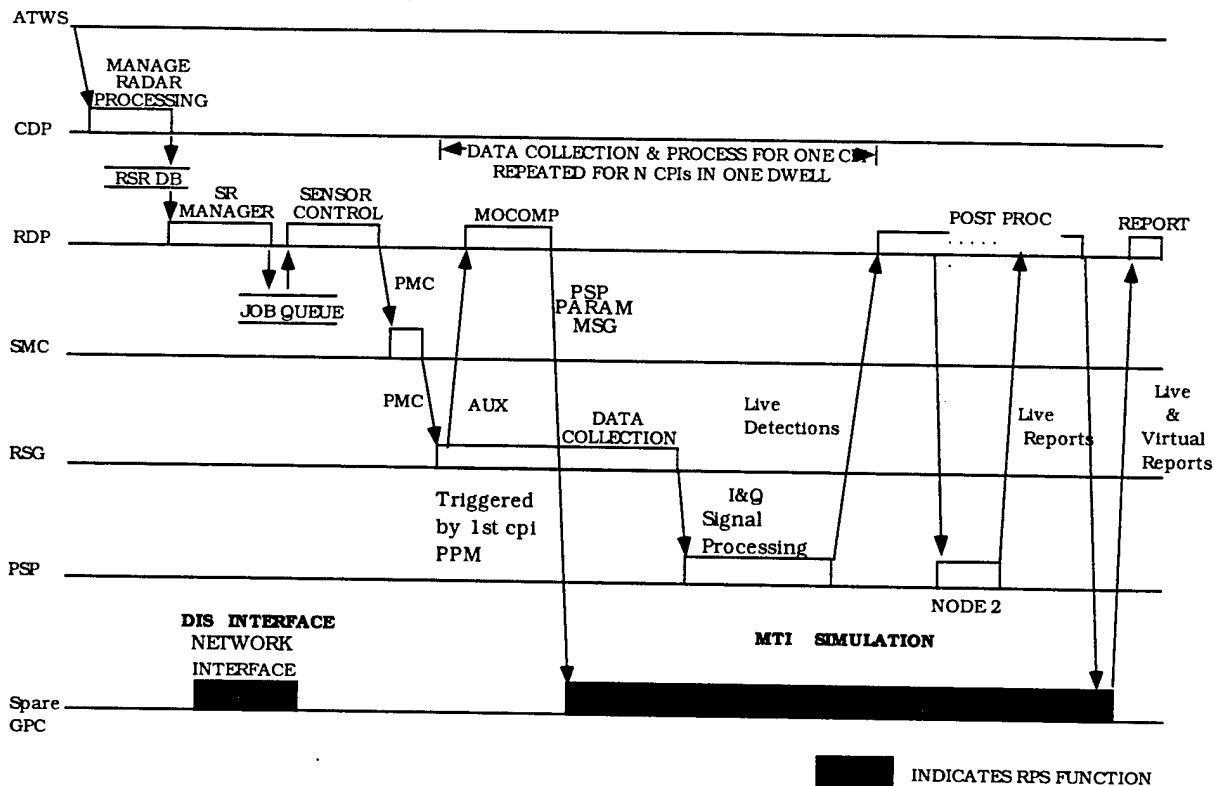 ATWS
MANAGE
RADAR
PROCESSING
CDP
DATA COLLECTION & PROCESS FOR ONE CPI
REPEATED FOR N CPIs IN ONE DWELL
RSR DB
SR
MANAGER
SENSOR
CONTROL
MOCOMP
POST PROC
.....
REPORT
RDP
PMC
JOB QUEUE
PSP
PARAM
MSG
SMC
PMC
AUX
DATA
COLLECTION
Live
Detections
Live
Reports
Live
&
Virtual
Reports
RSG
Triggered
by 1st cpi
PPM
I&Q
Signal
Processing
PSP
NODE 2
DIS INTERFACE
NETWORK
INTERFACE
MTI SIMULATION
Spare
GPC
INDICATES RPS FUNCTION